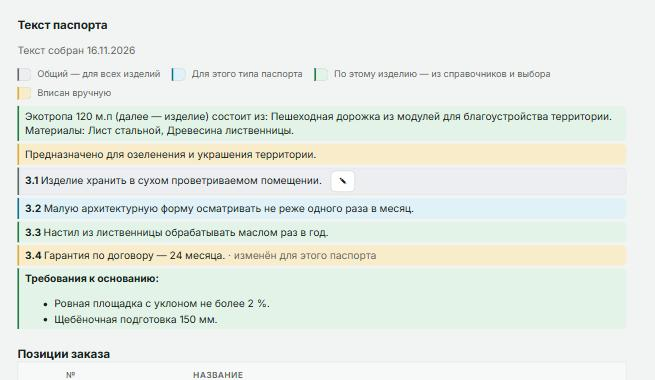 Текст паспорта
Текст собран 16.11.2026
Общий — для всех изделий
Для этого типа паспорта
По этому изделию — из справочников и выбора
Вписан вручную
Экотропа 120 м.п (далее — изделие) состоит из: Пешеходная дорожка из модулей для благоустройства территории.
Материалы: Лист стальной, Древесина лиственницы.
Предназначено для озеленения и украшения территории.
3.1 Изделие хранить в сухом проветриваемом помещении.
3.2 Малую архитектурную форму осматривать не реже одного раза в месяц.
3.3 Настил из лиственницы обрабатывать маслом раз в год.
3.4 Гарантия по договору — 24 месяца. · изменён для этого паспорта
Требования к основанию:
• Ровная площадка с уклоном не более 2 %.
• Щебёночная подготовка 150 мм.
Позиции заказа
№ НАЗВАНИЕ